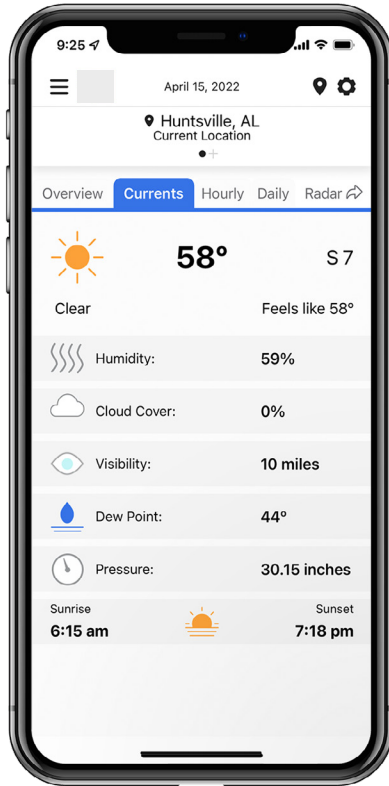 9:25
April 15, 2022
Huntsville, AL
Current Location
Overview Currents Hourly Daily Radar
58° S 7
Clear Feels like 58°
Humidity: 59%
Cloud Cover: 0%
Visibility: 10 miles
Dew Point: 44°
Pressure: 30.15 inches
Sunrise Sunset
6:15 am 7:18 pm